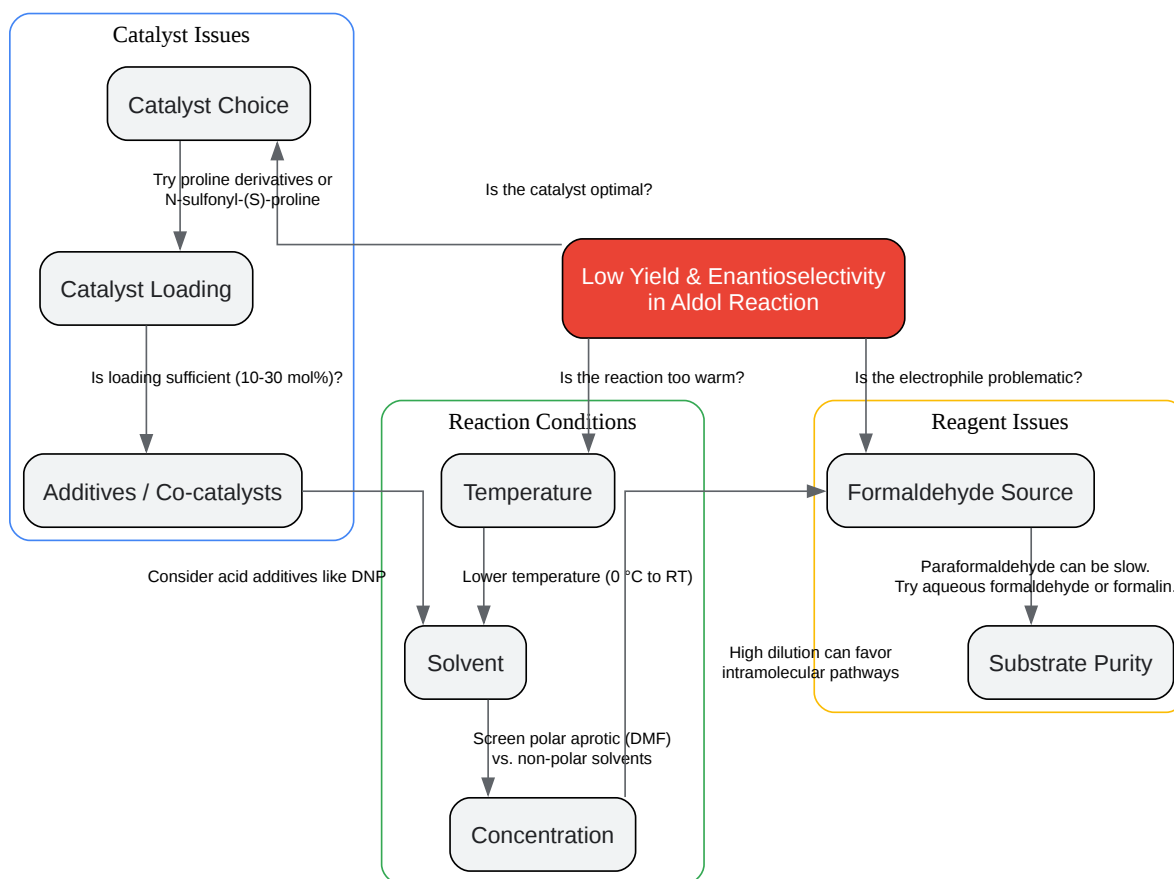 Catalyst Issues
Catalyst Choice
Try proline derivatives or
N-sulfonyl-(S)-proline
Is the catalyst optimal?
Catalyst Loading
Low Yield & Enantioselectivity
in Aldol Reaction
Is loading sufficient (10-30 mol%)?
Is the reaction too warm?
Is the electrophile problematic?
Reaction Conditions
Reagent Issues
Additives / Co-catalysts
Temperature
Formaldehyde Source
Consider acid additives like DNP
Lower temperature (0 °C to RT)
Paraformaldehyde can be slow.
Try aqueous formaldehyde or formalin.
Solvent
High dilution can favor
intramolecular pathways
Substrate Purity
Screen polar aprotic (DMF)
vs. non-polar solvents
Concentration